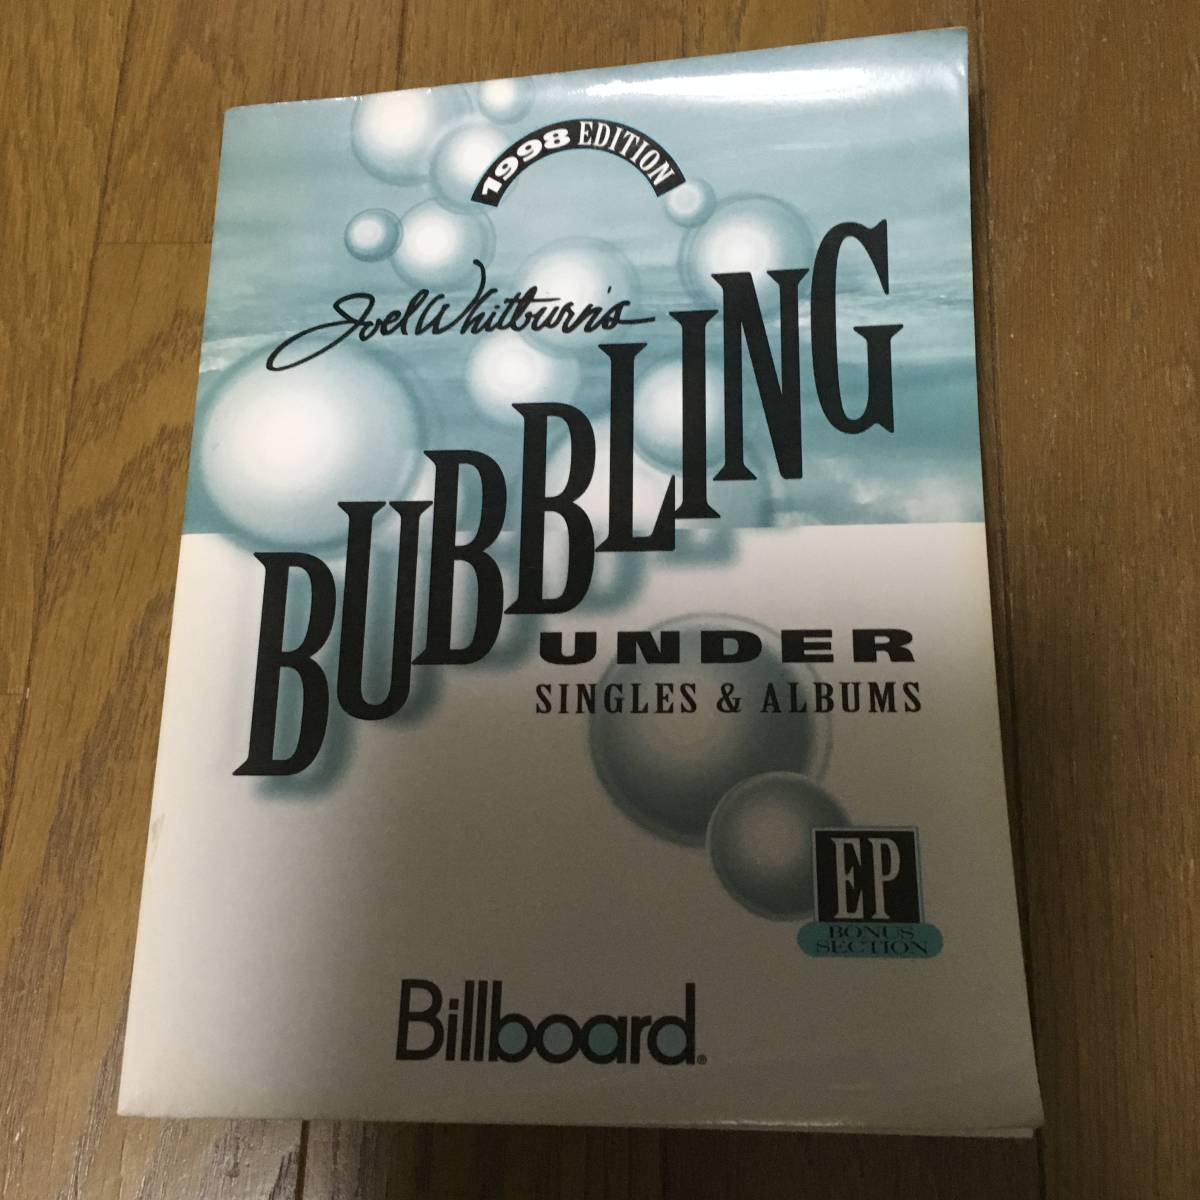 1998 EDITION
Joel Whitburn's
BUBBLING
UNDER
SINGLES & ALBUMS
EP
BONUS
SECTION
Billboard®